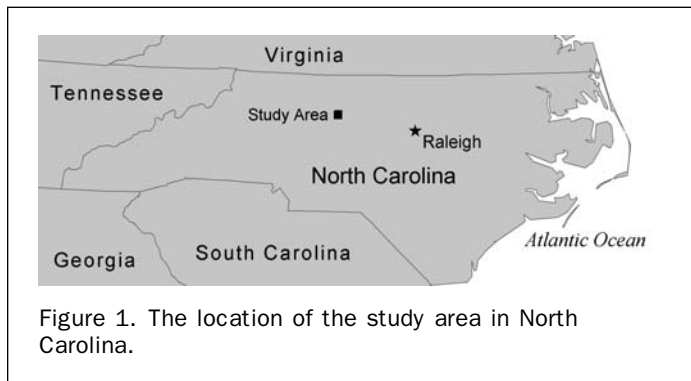 Virginia
Tennessee
Study Area
Raleigh
North Carolina
South Carolina
Georgia
Atlantic Ocean
Figure 1. The location of the study area in North
Carolina.